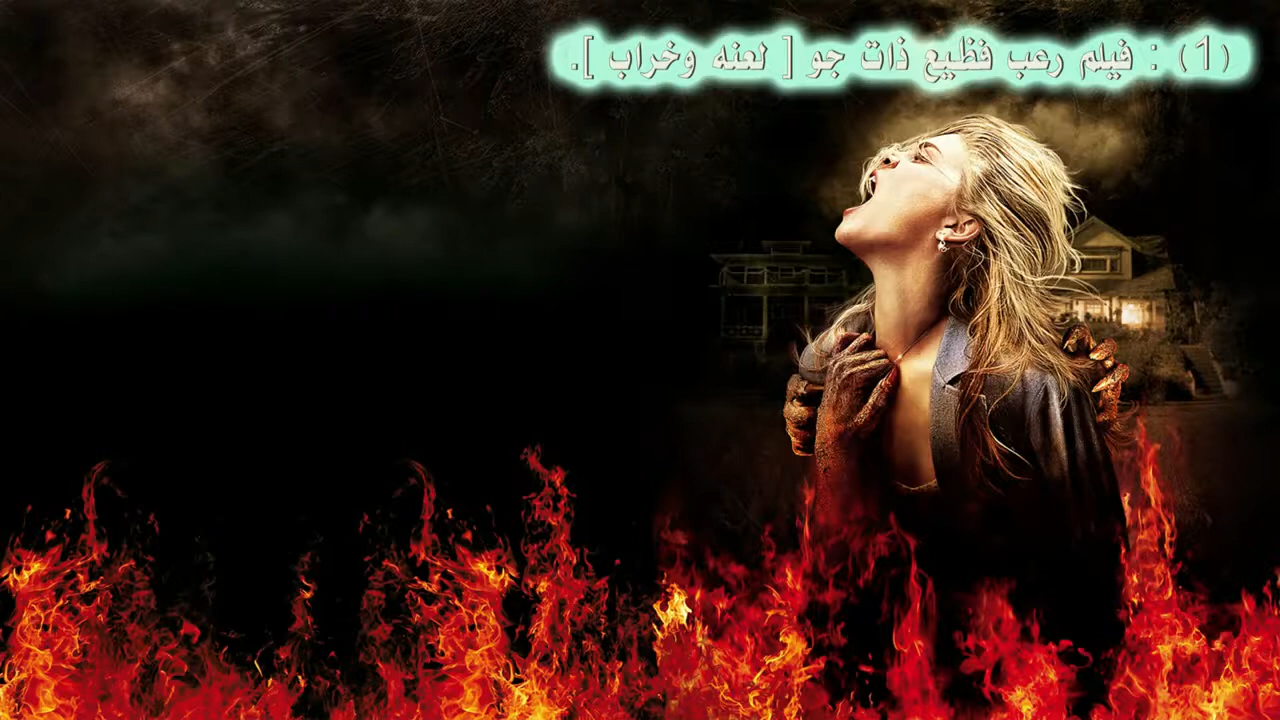 (1) : فيلم رعب فظيع ذات جو [ لعنه وخراب ].